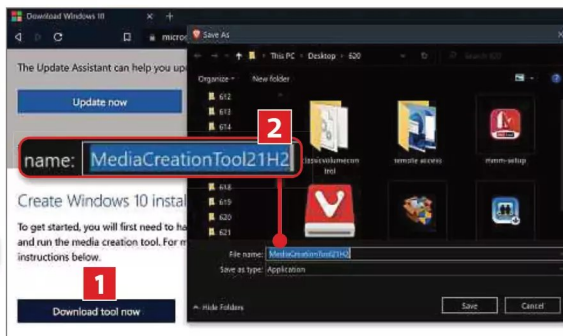 Download Windows 10
Save As
micros
This PC › Desktop › 620
The Update Assistant can help you up
Organize
New folder
Update now
612
613
614
2
name: MediaCreationTool21H2
classicvolumecontrol
remote access
mmm-setup
618
619
620
621
Create Windows 10 instal
To get started, you will first need to ha
and run the media creation tool. For m
instructions below.
1
Download tool now
File name: MediaCreationTool21H2
Save as type: Application
Hide Folders
Save
Cancel